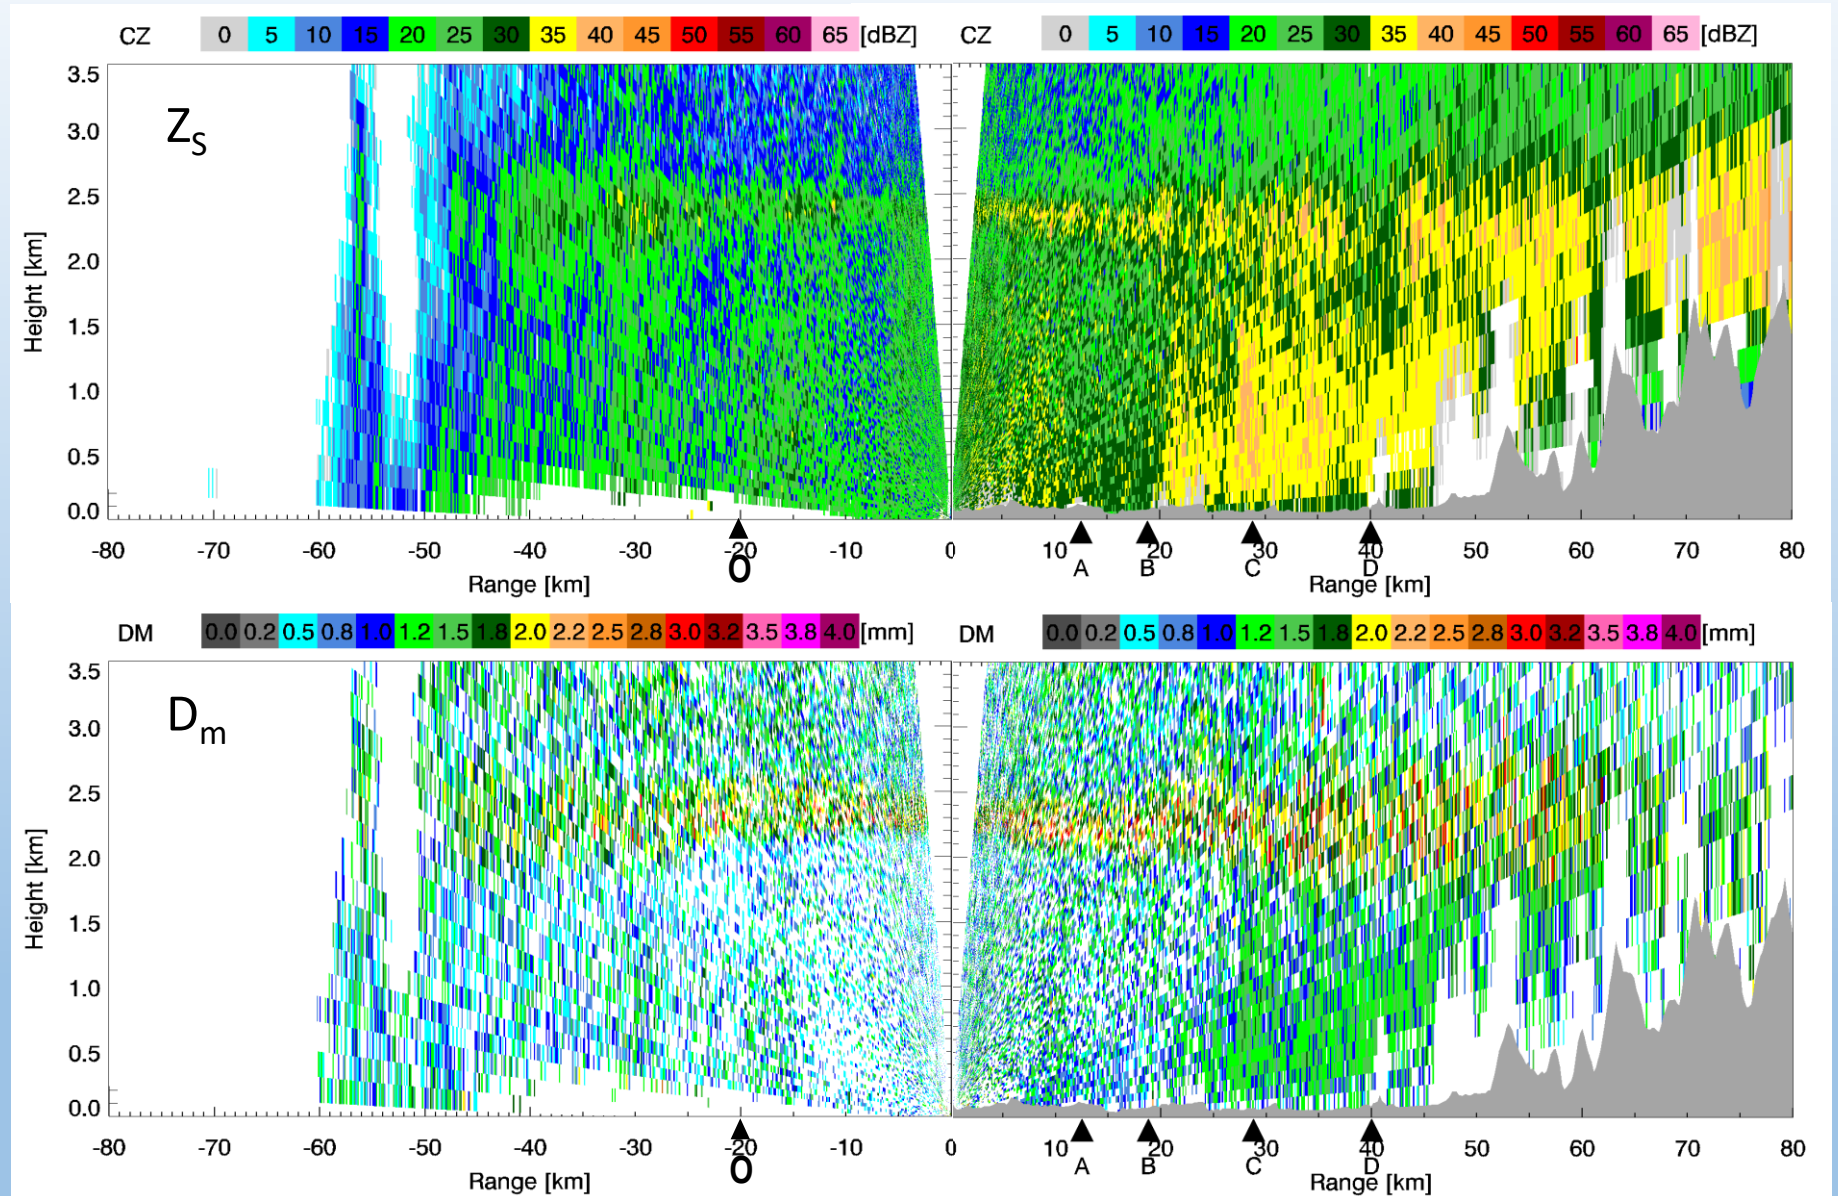 CZ 0 5 10 15 20 25 30 35 40 45 50 55 60 65 [dBZ] CZ 0 5 10 15 20 25 30 35 40 45 50 55 60 65 [dBZ]
Z_S
Height [km]
3.5
3.0
2.5
2.0
1.5
1.0
0.5
0.0
-80 -70 -60 -50 -40 -30 -20 -10 0 10 20 30 40 50 60 70 80
O A B C D
Range [km] Range [km]
DM 0.0 0.2 0.5 0.8 1.0 1.2 1.5 1.8 2.0 2.2 2.5 2.8 3.0 3.2 3.5 3.8 4.0 [mm] DM 0.0 0.2 0.5 0.8 1.0 1.2 1.5 1.8 2.0 2.2 2.5 2.8 3.0 3.2 3.5 3.8 4.0 [mm]
D_m
Height [km]
3.5
3.0
2.5
2.0
1.5
1.0
0.5
0.0
-80 -70 -60 -50 -40 -30 -20 -10 0 10 20 30 40 50 60 70 80
O A B C D
Range [km] Range [km]